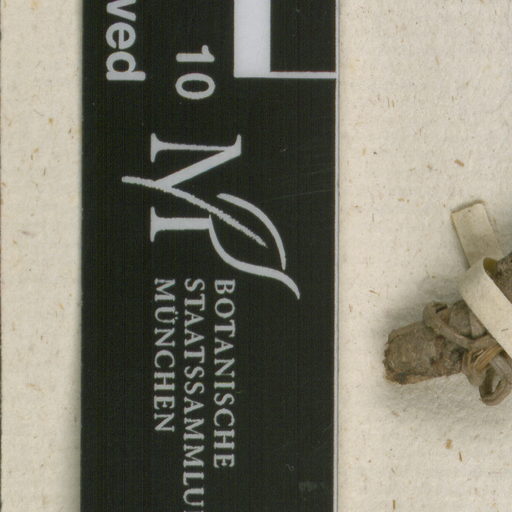 ved
10
M
BOTANISCHE
STAATSSAMMLU
MÜNCHEN